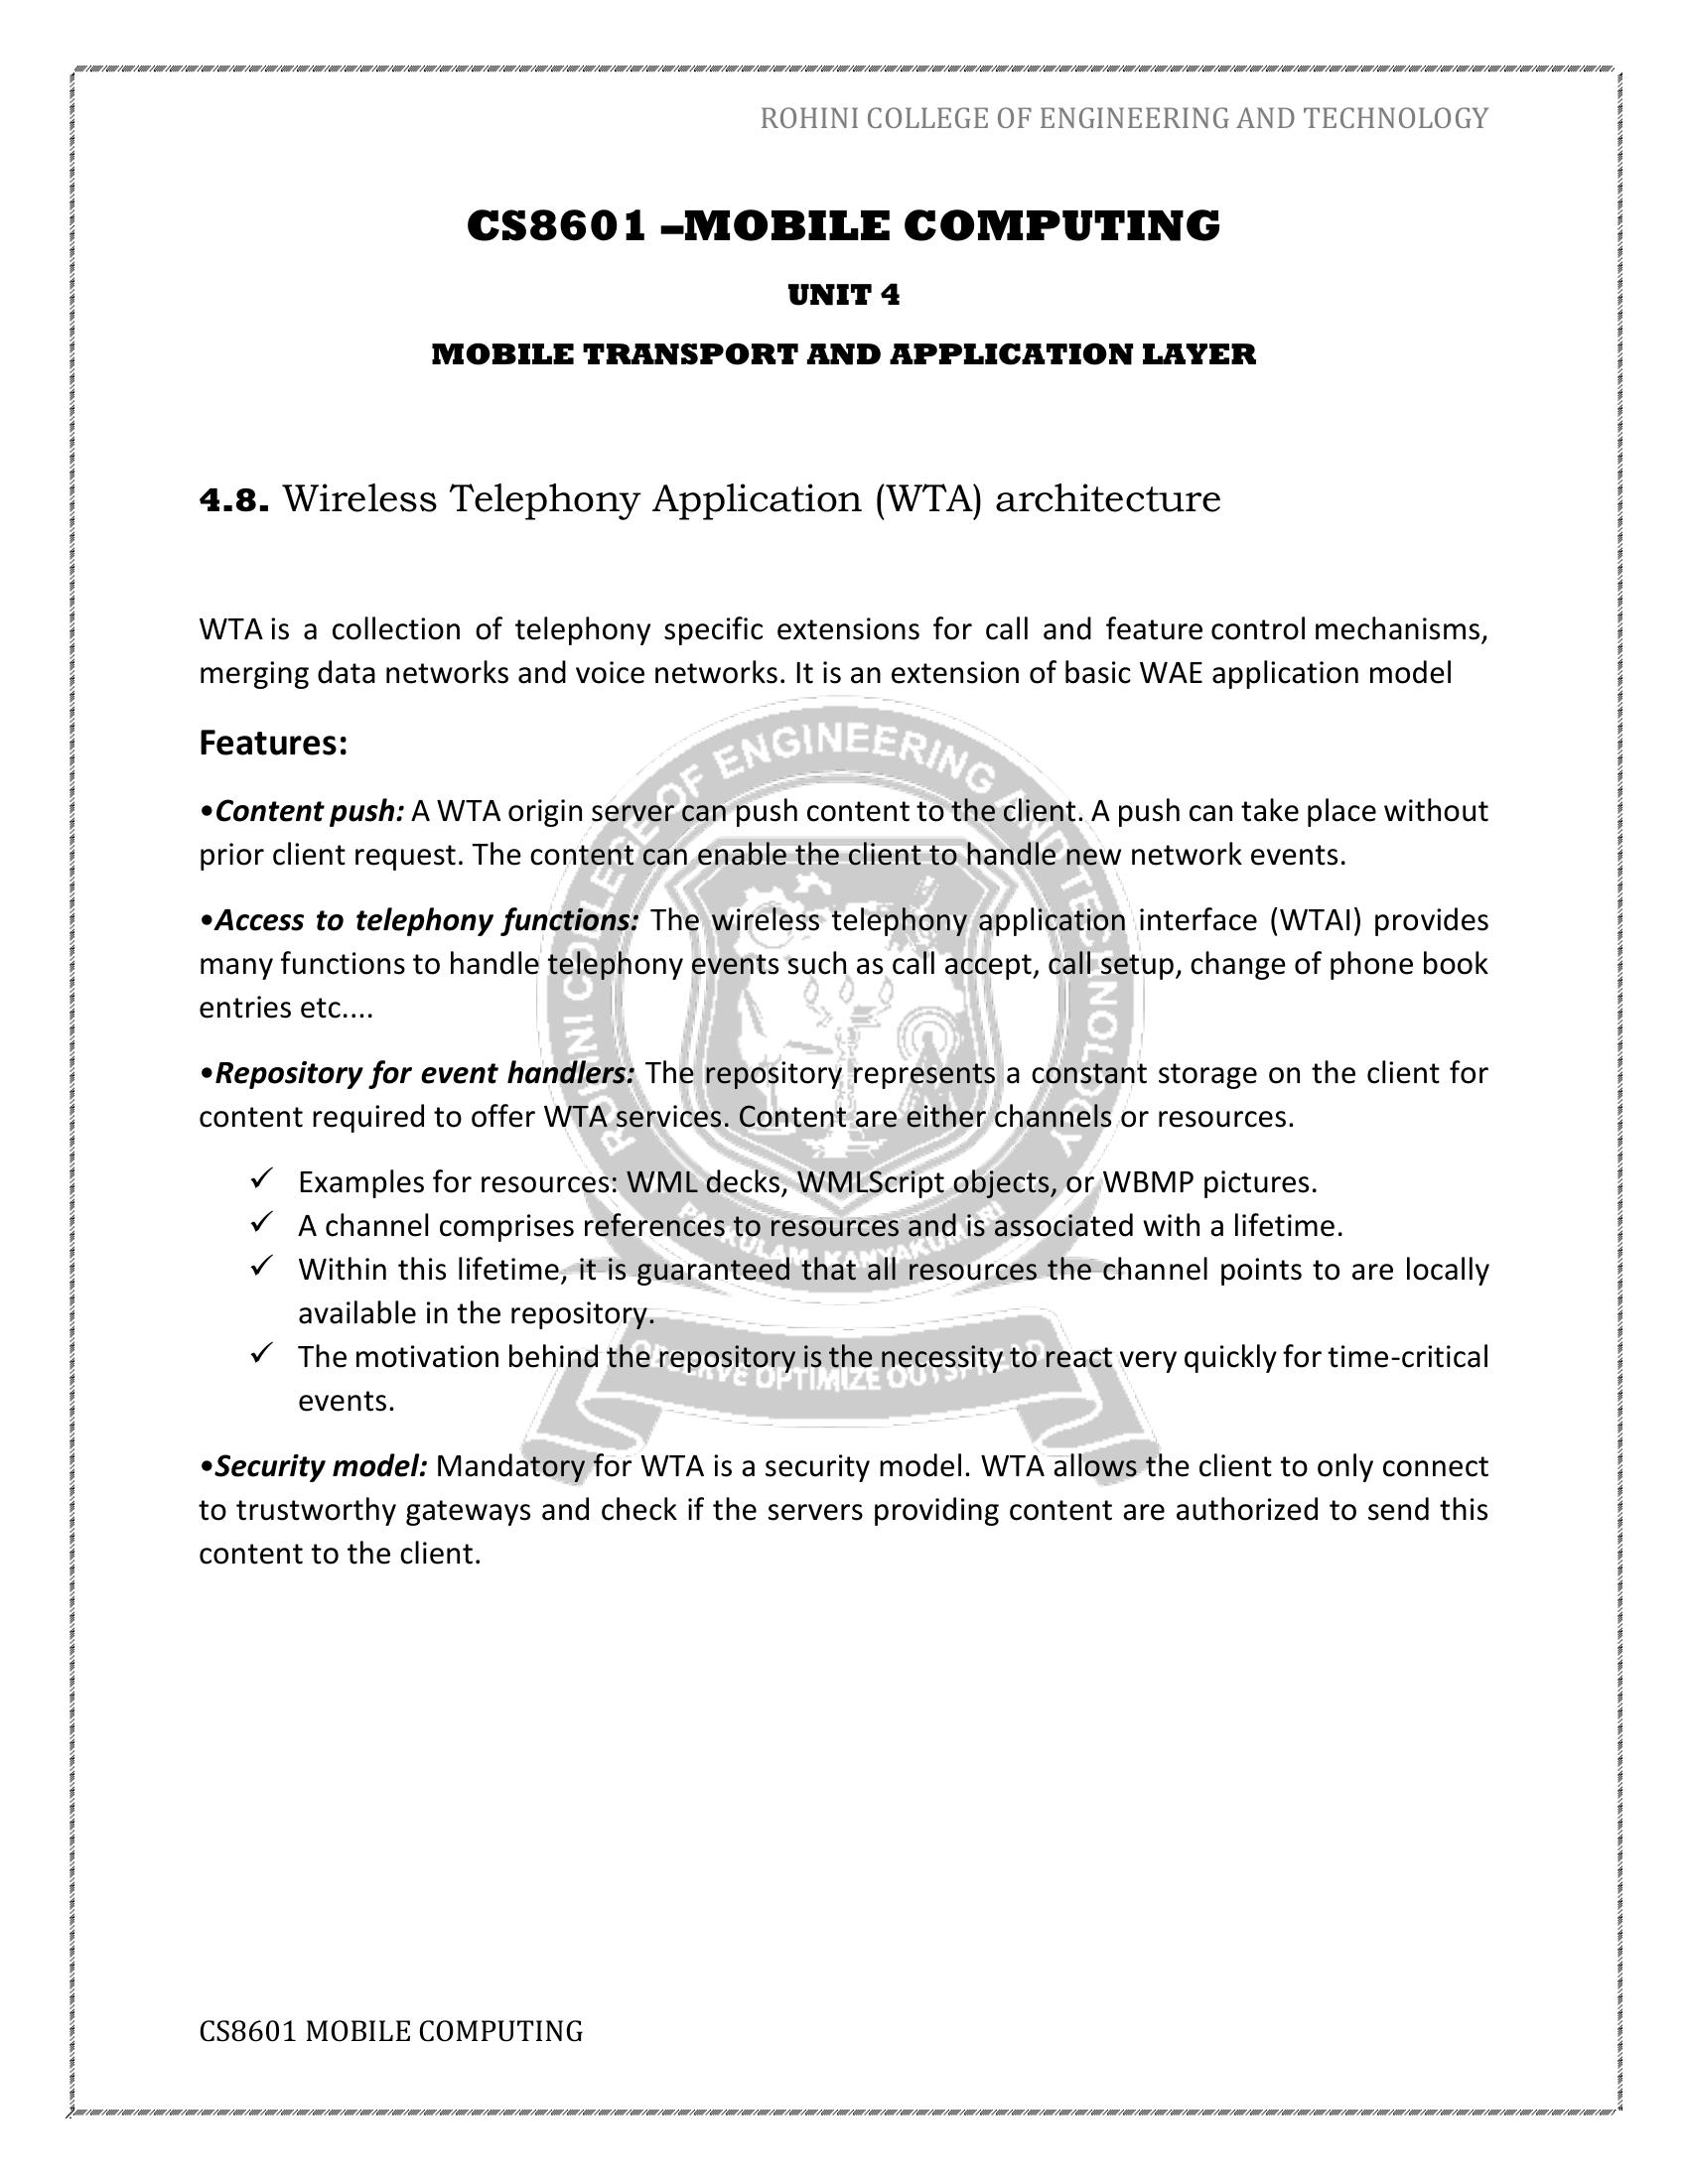 ROHINI COLLEGE OF ENGINEERING AND TECHNOLOGY
CS8601 –MOBILE COMPUTING
UNIT 4
MOBILE TRANSPORT AND APPLICATION LAYER
4.8. Wireless Telephony Application (WTA) architecture
WTA is a collection of telephony specific extensions for call and feature control mechanisms,
merging data networks and voice networks. It is an extension of basic WAE application model
Features:
•Content push: A WTA origin server can push content to the client. A push can take place without
prior client request. The content can enable the client to handle new network events.
•Access to telephony functions: The wireless telephony application interface (WTAI) provides
many functions to handle telephony events such as call accept, call setup, change of phone book
entries etc....
•Repository for event handlers: The repository represents a constant storage on the client for
content required to offer WTA services. Content are either channels or resources.
✓ Examples for resources: WML decks, WMLScript objects, or WBMP pictures.
✓ A channel comprises references to resources and is associated with a lifetime.
✓ Within this lifetime, it is guaranteed that all resources the channel points to are locally
available in the repository.
✓ The motivation behind the repository is the necessity to react very quickly for time-critical
events.
•Security model: Mandatory for WTA is a security model. WTA allows the client to only connect
to trustworthy gateways and check if the servers providing content are authorized to send this
content to the client.
ROHINI COLLEGE OF ENGINEERING AND TECHNOLOGY
KANYAKUMARI
OBSERVE OPTIMIZE OUTSPREAD
CS8601 MOBILE COMPUTING